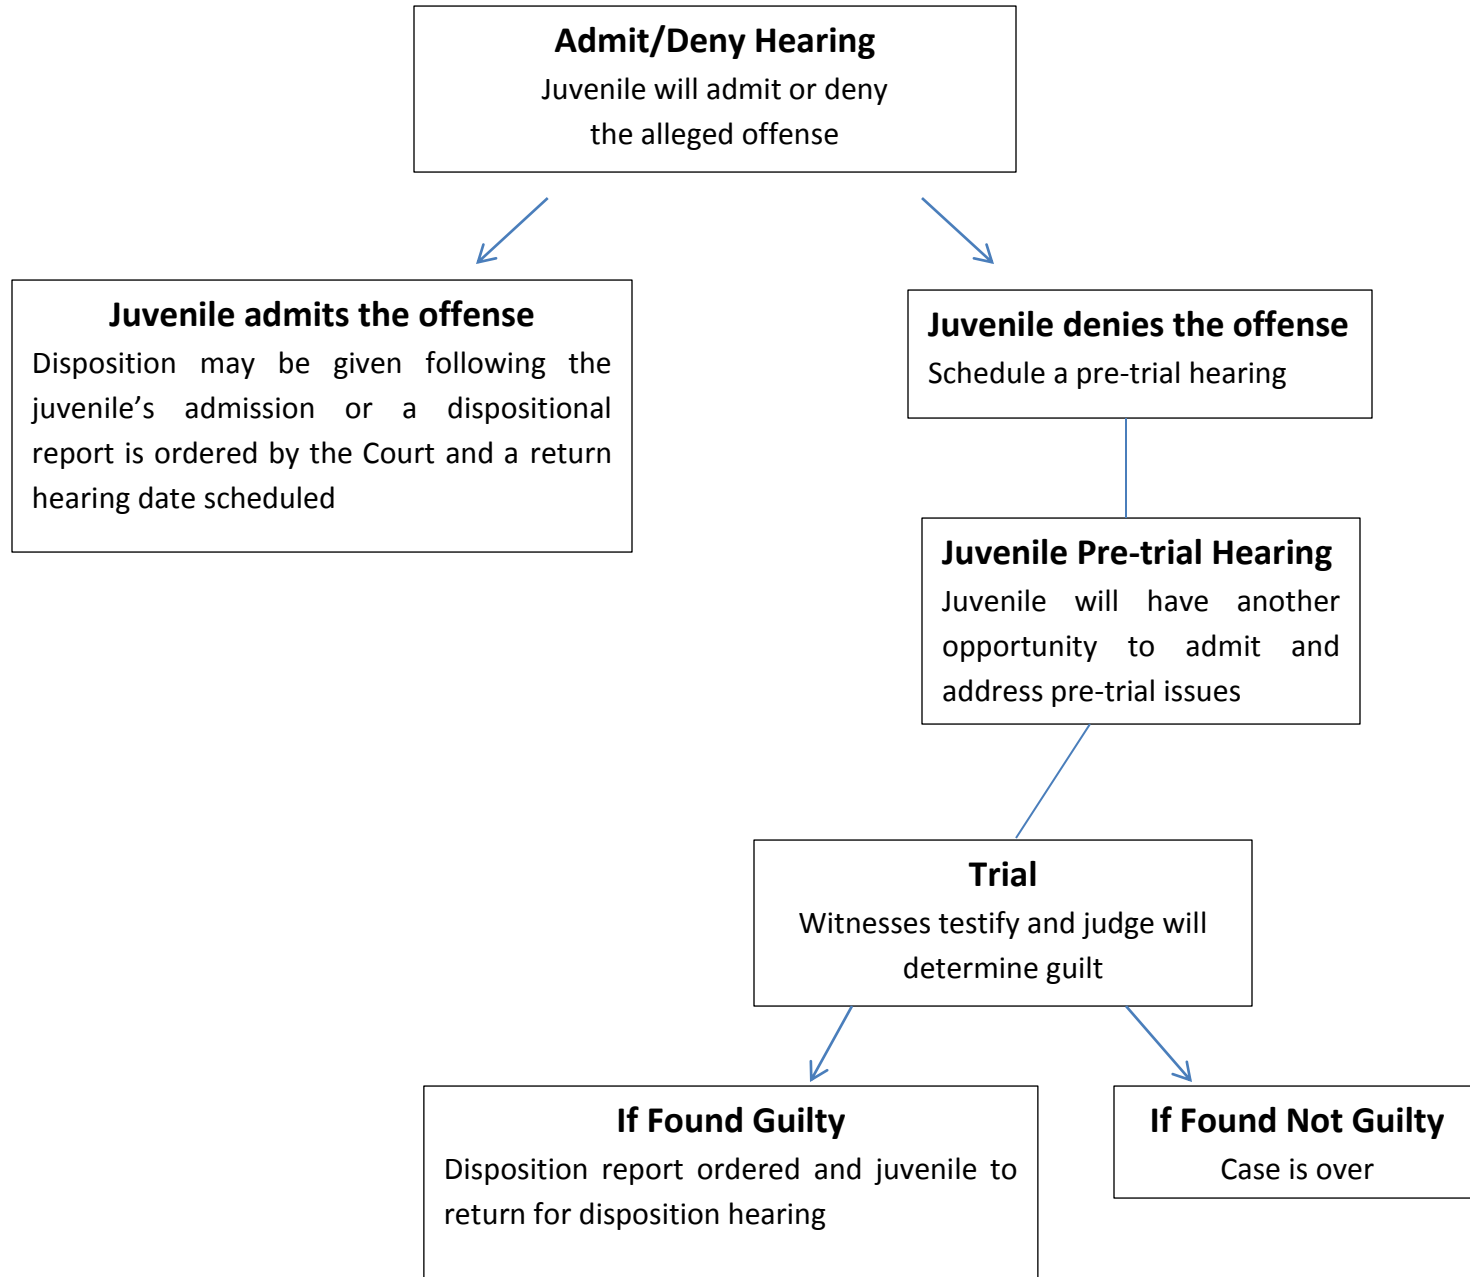 Admit/Deny Hearing
Juvenile will admit or deny
the alleged offense
Juvenile admits the offense
Disposition may be given following the
juvenile’s admission or a dispositional
report is ordered by the Court and a return
hearing date scheduled
Juvenile denies the offense
Schedule a pre-trial hearing
Juvenile Pre-trial Hearing
Juvenile will have another
opportunity to admit and
address pre-trial issues
Trial
Witnesses testify and judge will
determine guilt
If Found Guilty
Disposition report ordered and juvenile to
return for disposition hearing
If Found Not Guilty
Case is over